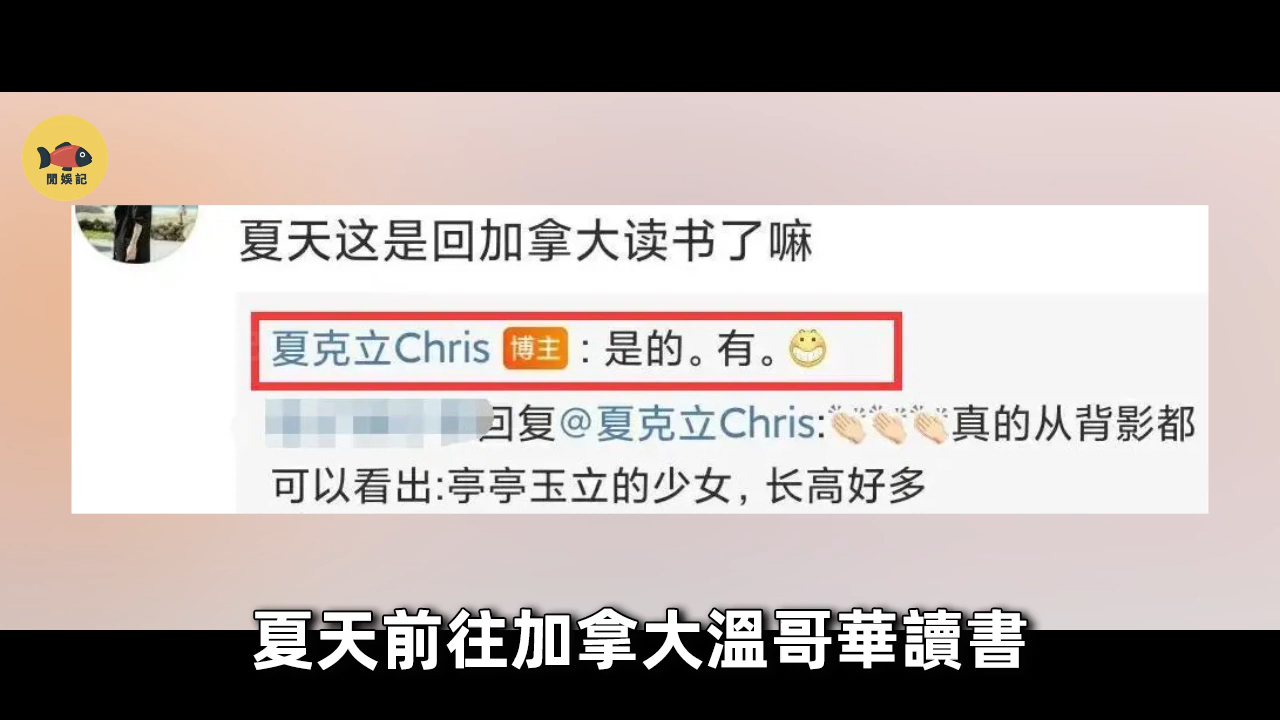 閒娛記
夏天这是回加拿大读书了嘛
夏克立Chris 博主 : 是的。有。
回复@夏克立Chris:真的从背影都
可以看出:亭亭玉立的少女,长高好多
夏天前往加拿大溫哥華讀書